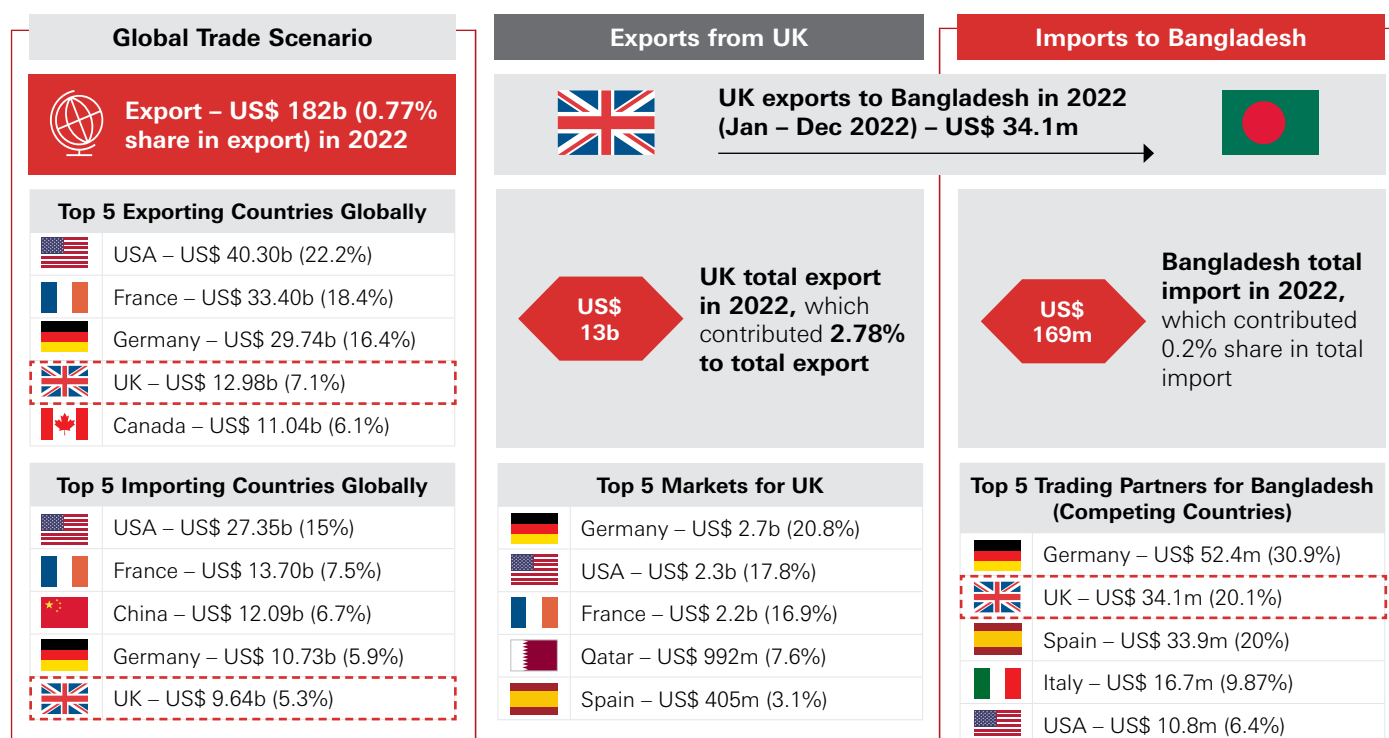 Global Trade Scenario
Export – US$ 182b (0.77%
share in export) in 2022
Top 5 Exporting Countries Globally
USA – US$ 40.30b (22.2%)
France – US$ 33.40b (18.4%)
Germany – US$ 29.74b (16.4%)
UK – US$ 12.98b (7.1%)
Canada – US$ 11.04b (6.1%)
Top 5 Importing Countries Globally
USA – US$ 27.35b (15%)
France – US$ 13.70b (7.5%)
China – US$ 12.09b (6.7%)
Germany – US$ 10.73b (5.9%)
UK – US$ 9.64b (5.3%)
Exports from UK
Imports to Bangladesh
UK exports to Bangladesh in 2022
(Jan – Dec 2022) – US$ 34.1m
US$
13b
UK total export
in 2022, which
contributed 2.78%
to total export
Top 5 Markets for UK
Germany – US$ 2.7b (20.8%)
USA – US$ 2.3b (17.8%)
France – US$ 2.2b (16.9%)
Qatar – US$ 992m (7.6%)
Spain – US$ 405m (3.1%)
US$
169m
Bangladesh total
import in 2022,
which contributed
0.2% share in total
import
Top 5 Trading Partners for Bangladesh
(Competing Countries)
Germany – US$ 52.4m (30.9%)
UK – US$ 34.1m (20.1%)
Spain – US$ 33.9m (20%)
Italy – US$ 16.7m (9.87%)
USA – US$ 10.8m (6.4%)